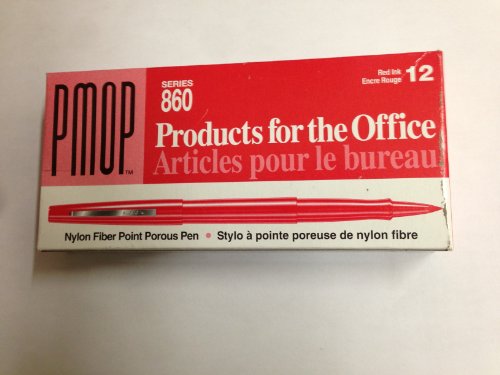 PMOP™
SERIES
860
Red Ink
Encre Rouge
12
Products for the Office
Articles pour le bureau
Nylon Fiber Point Porous Pen • Stylo à pointe poreuse de nylon fibre